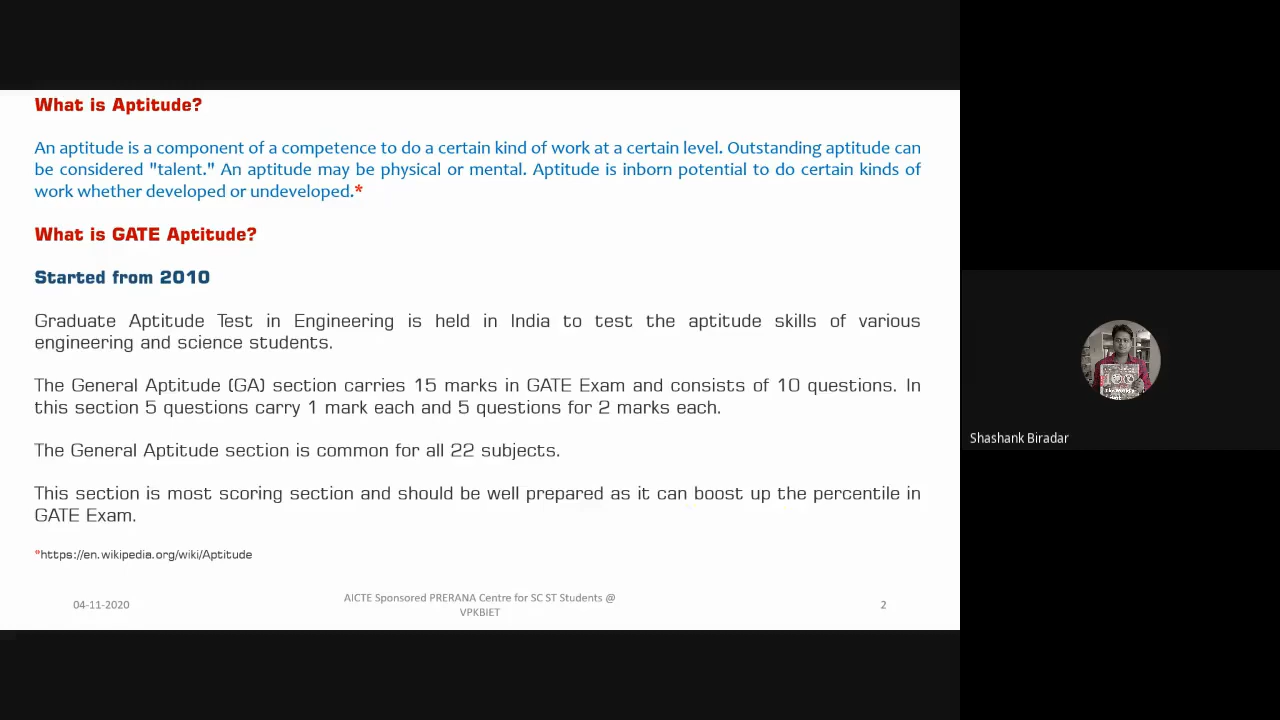 What is Aptitude?
An aptitude is a component of a competence to do a certain kind of work at a certain level. Outstanding aptitude can
be considered "talent." An aptitude may be physical or mental. Aptitude is inborn potential to do certain kinds of
work whether developed or undeveloped.*
What is GATE Aptitude?
Started from 2010
Graduate Aptitude Test in Engineering is held in India to test the aptitude skills of various
engineering and science students.
The General Aptitude (GA) section carries 15 marks in GATE Exam and consists of 10 questions. In
this section 5 questions carry 1 mark each and 5 questions for 2 marks each.
The General Aptitude section is common for all 22 subjects.
This section is most scoring section and should be well prepared as it can boost up the percentile in
GATE Exam.
*https://en.wikipedia.org/wiki/Aptitude
04-11-2020
AICTE Sponsored PRERANA Centre for SC ST Students @
VPKBIET
2
Shashank Biradar